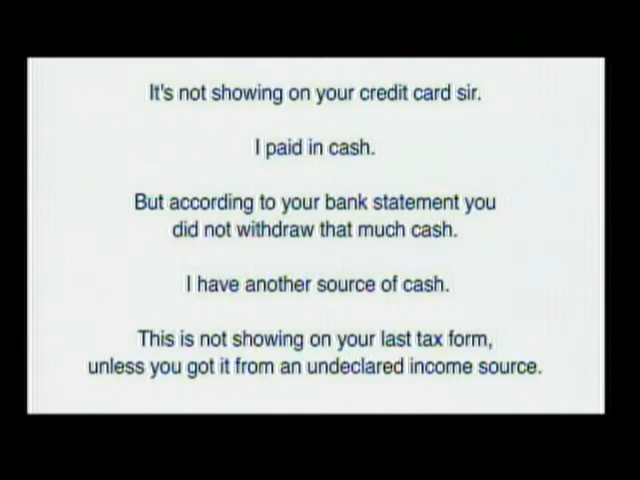 It's not showing on your credit card sir.
I paid in cash.
But according to your bank statement you
did not withdraw that much cash.
I have another source of cash.
This is not showing on your last tax form,
unless you got it from an undeclared income source.